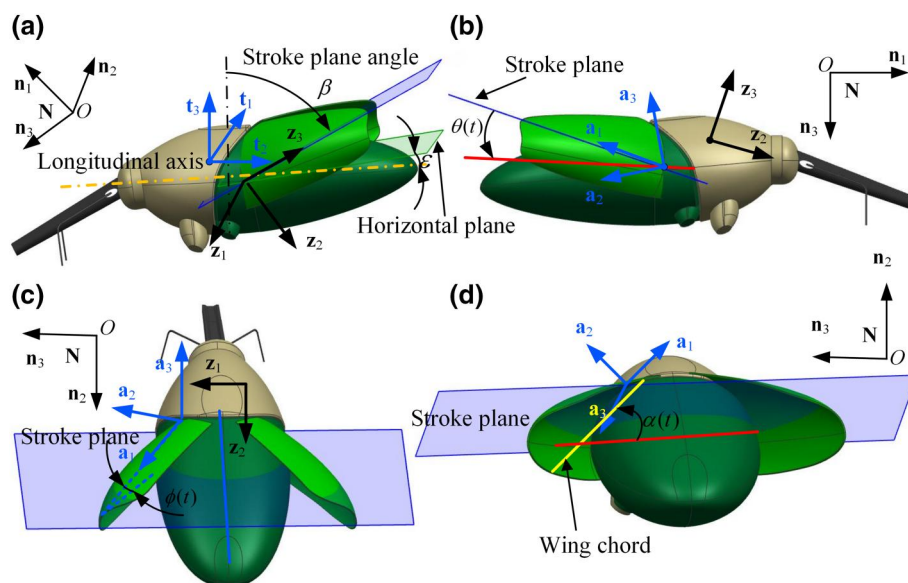 (a)
n₁
n₂
N
O
n₃
Stroke plane angle
β
t₃
t₁
t₂
z₃
Longitudinal axis
ε
Horizontal plane
z₁
z₂
(b)
Stroke plane
θ(t)
a₃
a₁
a₂
z₃
z₂
O
n₁
N
n₃
(c)
O
n₃
N
n₂
a₃
z₁
a₂
Stroke plane
z₂
a₁
ϕ(t)
(d)
n₂
n₃
N
O
a₂
a₁
Stroke plane
a₃
α(t)
Wing chord